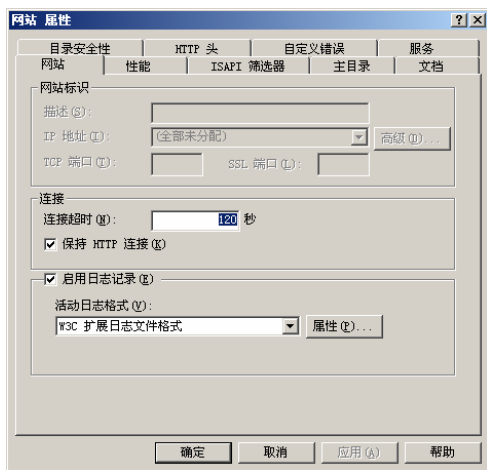 网站 属性
目录安全性 HTTP 头 自定义错误 服务
网站 性能 ISAPI 筛选器 主目录 文档
网站标识
描述(S):
IP 地址(I): (全部未分配) 高级(D)...
TCP 端口(T): SSL 端口(L):
连接
连接超时(N): 120 秒
保持 HTTP 连接(K)
启用日志记录(E)
活动日志格式(V):
W3C 扩展日志文件格式 属性(P)...
确定 取消 应用(A) 帮助